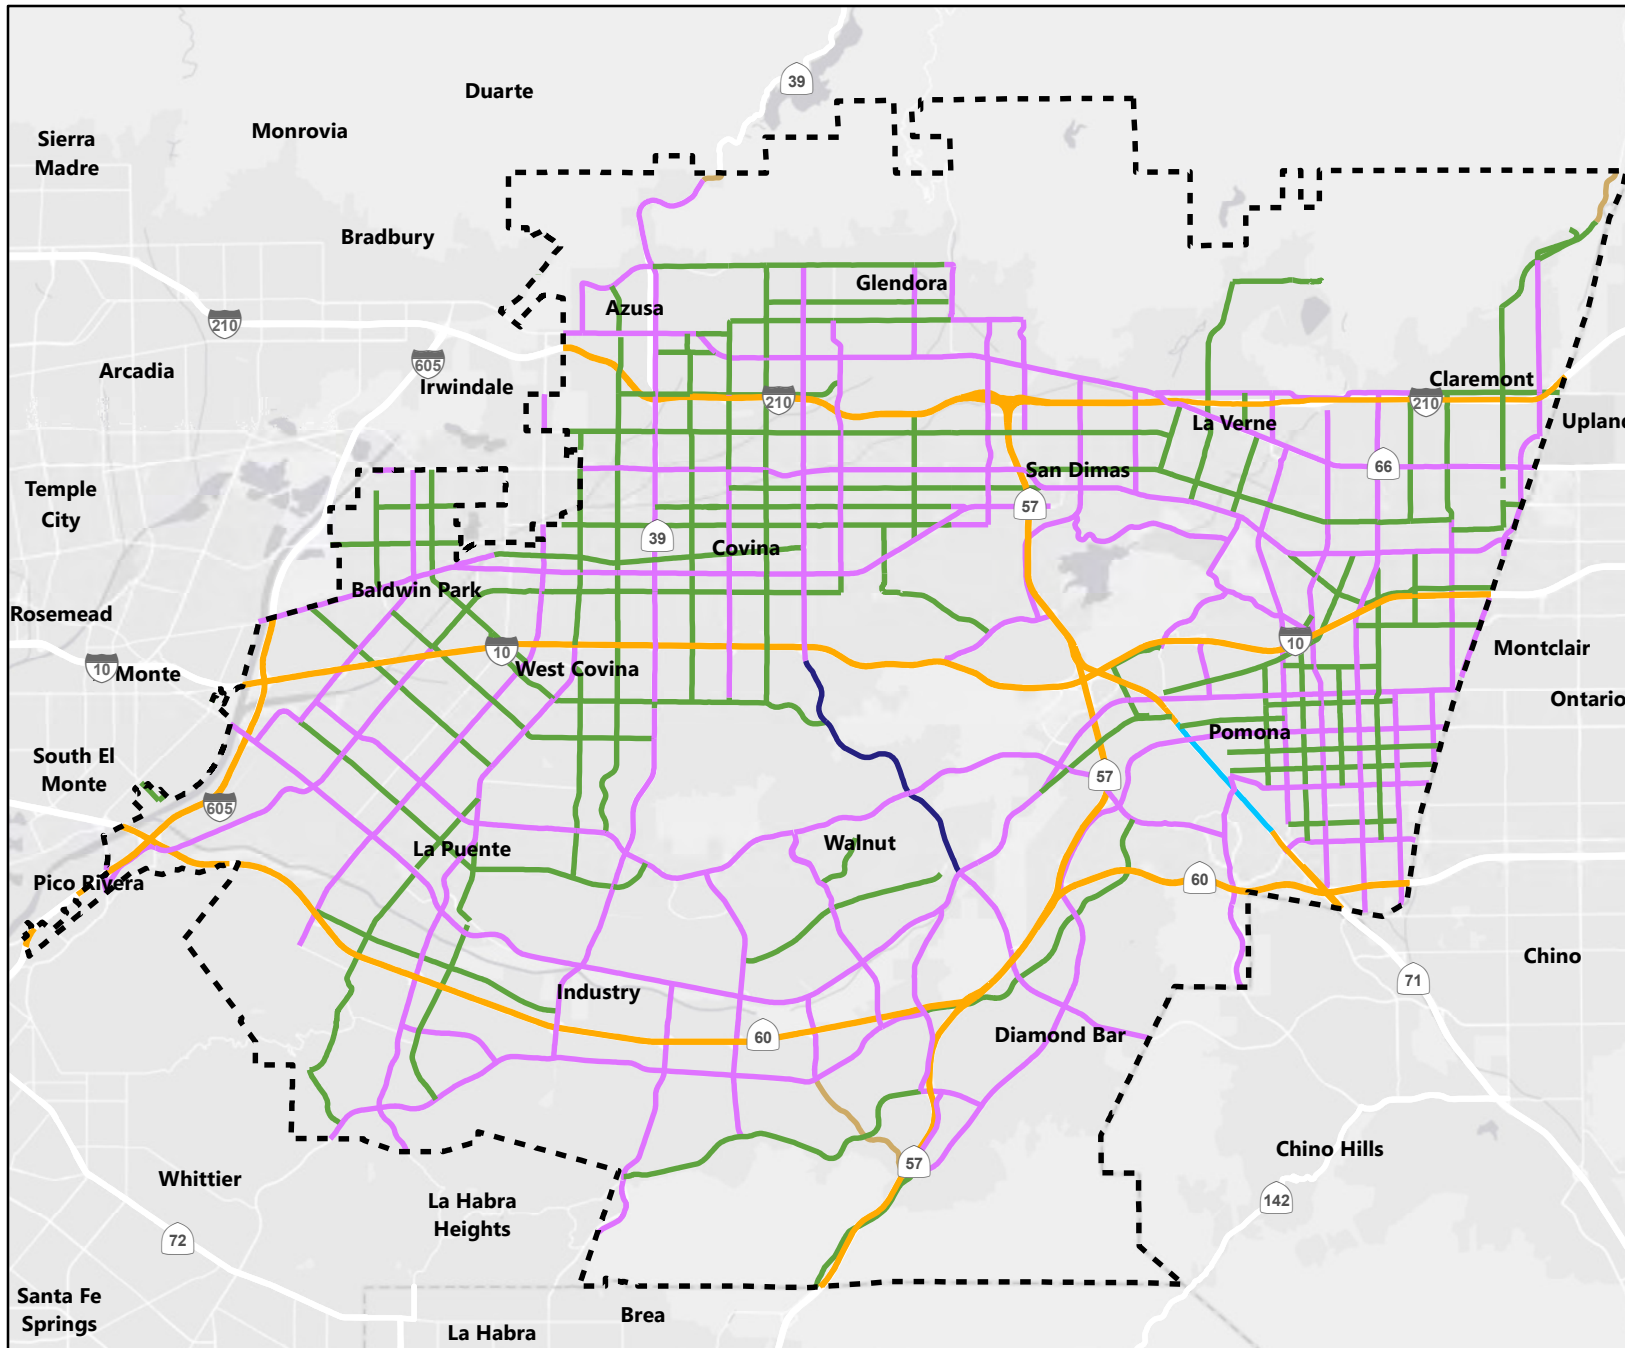 39
Duarte
Monrovia
Sierra
Madre
Bradbury
Glendora
Azusa
210
605
Arcadia
Irwindale
210
Claremont
210
Upland
La Verne
66
San Dimas
Temple
City
57
39
Covina
Baldwin Park
Rosemead
10
10
Montclair
10
Monte
West Covina
Ontario
Pomona
South El
Monte
57
605
Walnut
La Puente
60
Pico Rivera
Chino
71
Industry
60
Diamond Bar
Chino Hills
57
Whittier
142
La Habra
Heights
72
Santa Fe
Springs
Brea
La Habra